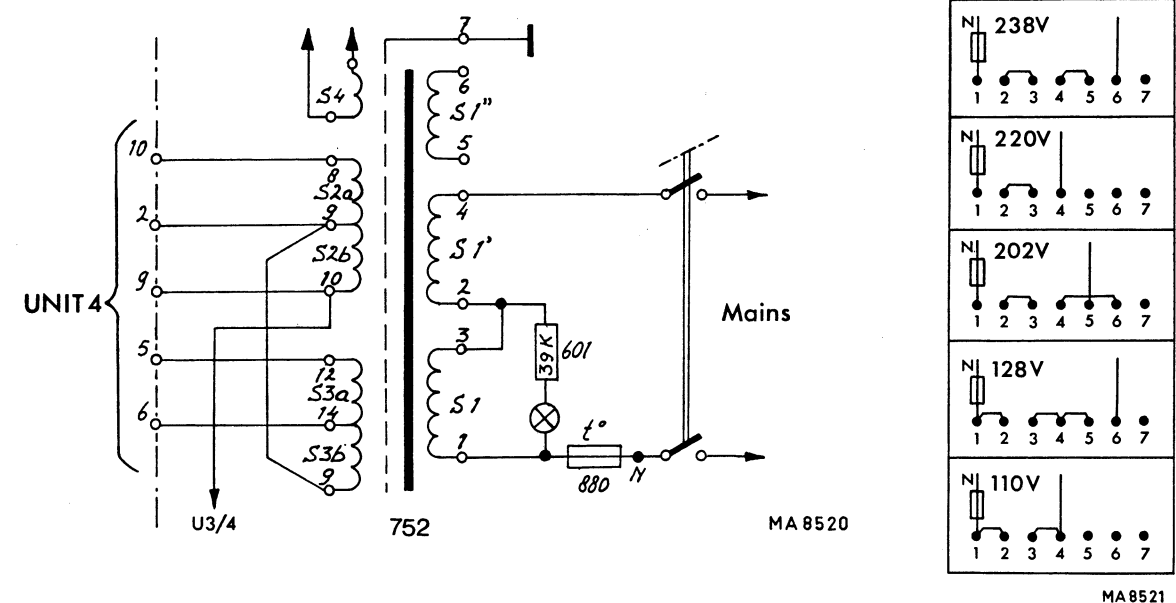 7
6
S1"
5
S4
10
8
S2a
2
9
4
S1'
S2b
9
10
2
UNIT 4
3
39K
601
Mains
5
12
S3a
6
14
S1
S3b
1
t°
N
9
880
U3/4
752
MA 8520
N
238V
1 2 3 4 5 6 7
N
220V
1 2 3 4 5 6 7
N
202V
1 2 3 4 5 6 7
N
128V
1 2 3 4 5 6 7
N
110V
1 2 3 4 5 6 7
MA 8521